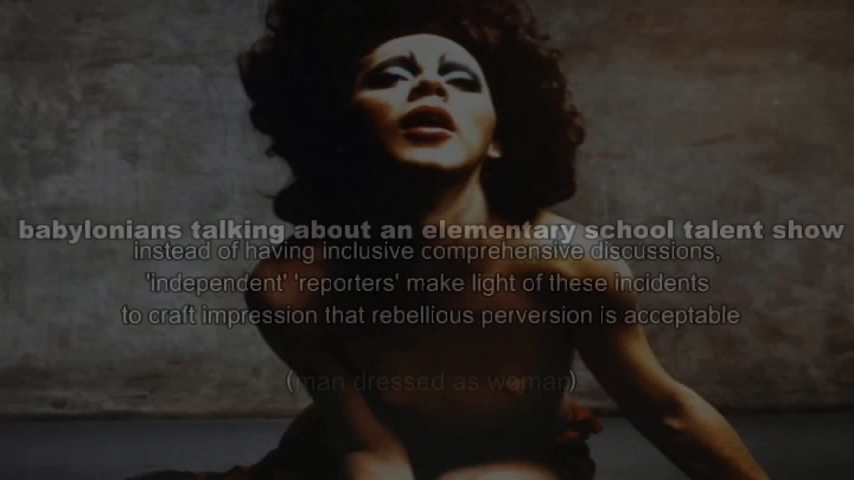 babylonians talking about an elementary school talent show
instead of having inclusive comprehensive discussions,
'independent' 'reporters' make light of these incidents
to craft impression that rebellious perversion is acceptable
(man dressed as woman)